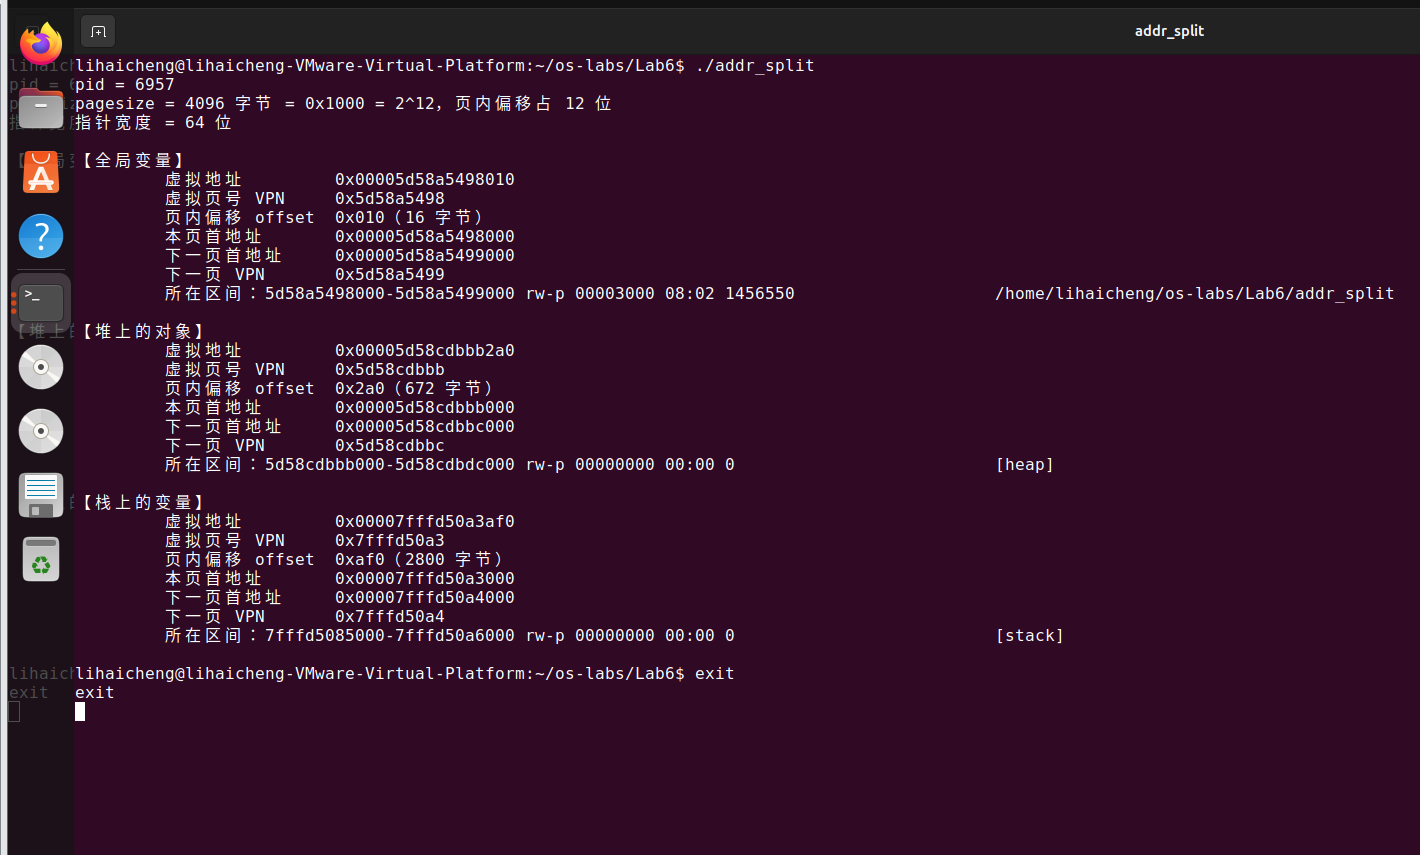 addr_split
lihaicheng@lihaicheng-VMware-Virtual-Platform:~/os-labs/Lab6$ ./addr_split
pid = 6957
pagesize = 4096 字节 = 0x1000 = 2^12，页内偏移占 12 位
指针宽度 = 64 位
【全局变量】
虚拟地址 0x00005d58a5498010
虚拟页号 VPN 0x5d58a5498
页内偏移 offset 0x010（16 字节）
本页首地址 0x00005d58a5498000
下一页首地址 0x00005d58a5499000
下一页 VPN 0x5d58a5499
所在区间：5d58a5498000-5d58a5499000 rw-p 00003000 08:02 1456550 /home/lihaicheng/os-labs/Lab6/addr_split
【堆上的对象】
虚拟地址 0x00005d58cdbbb2a0
虚拟页号 VPN 0x5d58cdbbb
页内偏移 offset 0x2a0（672 字节）
本页首地址 0x00005d58cdbbb000
下一页首地址 0x00005d58cdbbc000
下一页 VPN 0x5d58cdbbc
所在区间：5d58cdbbb000-5d58cdbdc000 rw-p 00000000 00:00 0 [heap]
【栈上的变量】
虚拟地址 0x00007fffd50a3af0
虚拟页号 VPN 0x7fffd50a3
页内偏移 offset 0xaf0（2800 字节）
本页首地址 0x00007fffd50a3000
下一页首地址 0x00007fffd50a4000
下一页 VPN 0x7fffd50a4
所在区间：7fffd5085000-7fffd50a6000 rw-p 00000000 00:00 0 [stack]
lihaicheng@lihaicheng-VMware-Virtual-Platform:~/os-labs/Lab6$ exit
exit